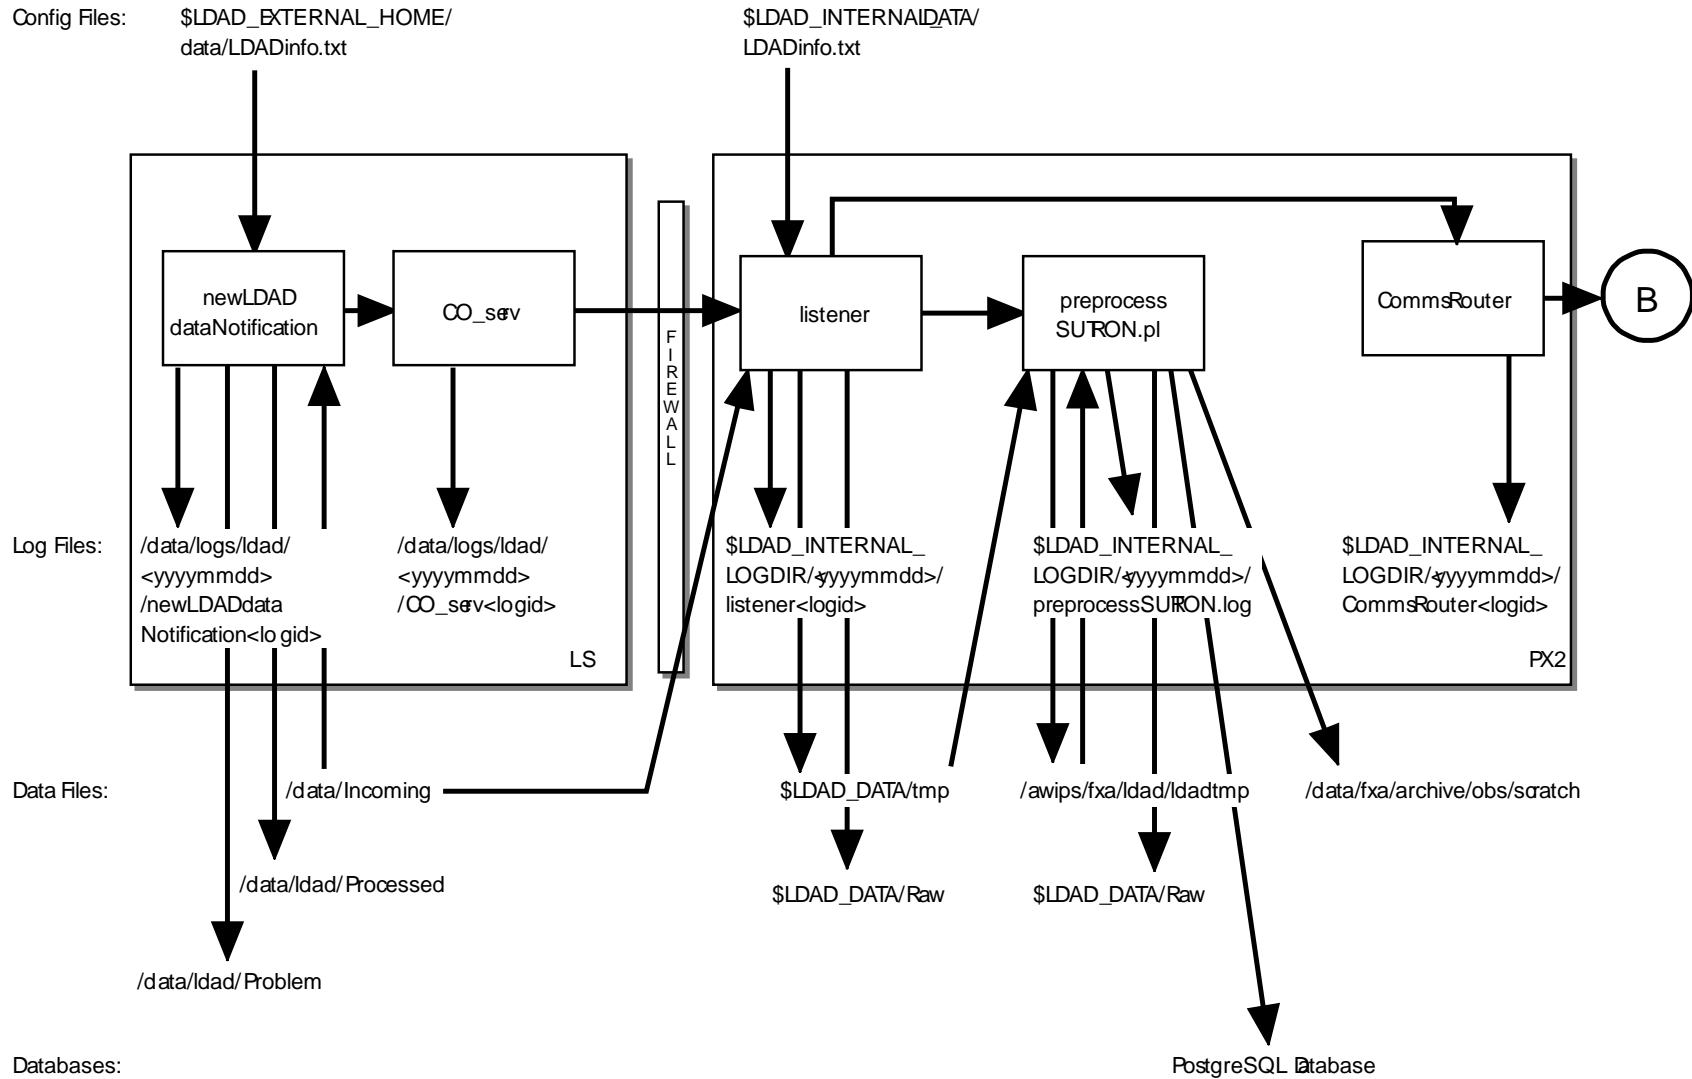 Config Files:
$LDAD_EXTERNAL_HOME/
data/LDADinfo.txt
$LDAD_INTERNALDATA/
LDADinfo.txt
newLDAD
dataNotification
CO_serv
FIREWALL
listener
preprocess
SUTRON.pl
CommsRouter
B
Log Files:
/data/logs/ldad/
<yyyymmdd>
/newLDADdata
Notification<logid>
/data/logs/ldad/
<yyyymmdd>
/CO_serv<logid>
$LDAD_INTERNAL_
LOGDIR/<yyyymmdd>/
listener<logid>
$LDAD_INTERNAL_
LOGDIR/<yyyymmdd>/
preprocessSUTRON.log
$LDAD_INTERNAL_
LOGDIR/<yyyymmdd>/
CommsRouter<logid>
LS
PX2
Data Files:
/data/Incoming
$LDAD_DATA/tmp
/awips/fxa/ldad/ldadtmp
/data/fxa/archive/obs/scratch
/data/ldad/Processed
$LDAD_DATA/Raw
$LDAD_DATA/Raw
/data/ldad/Problem
Databases:
PostgreSQL Database